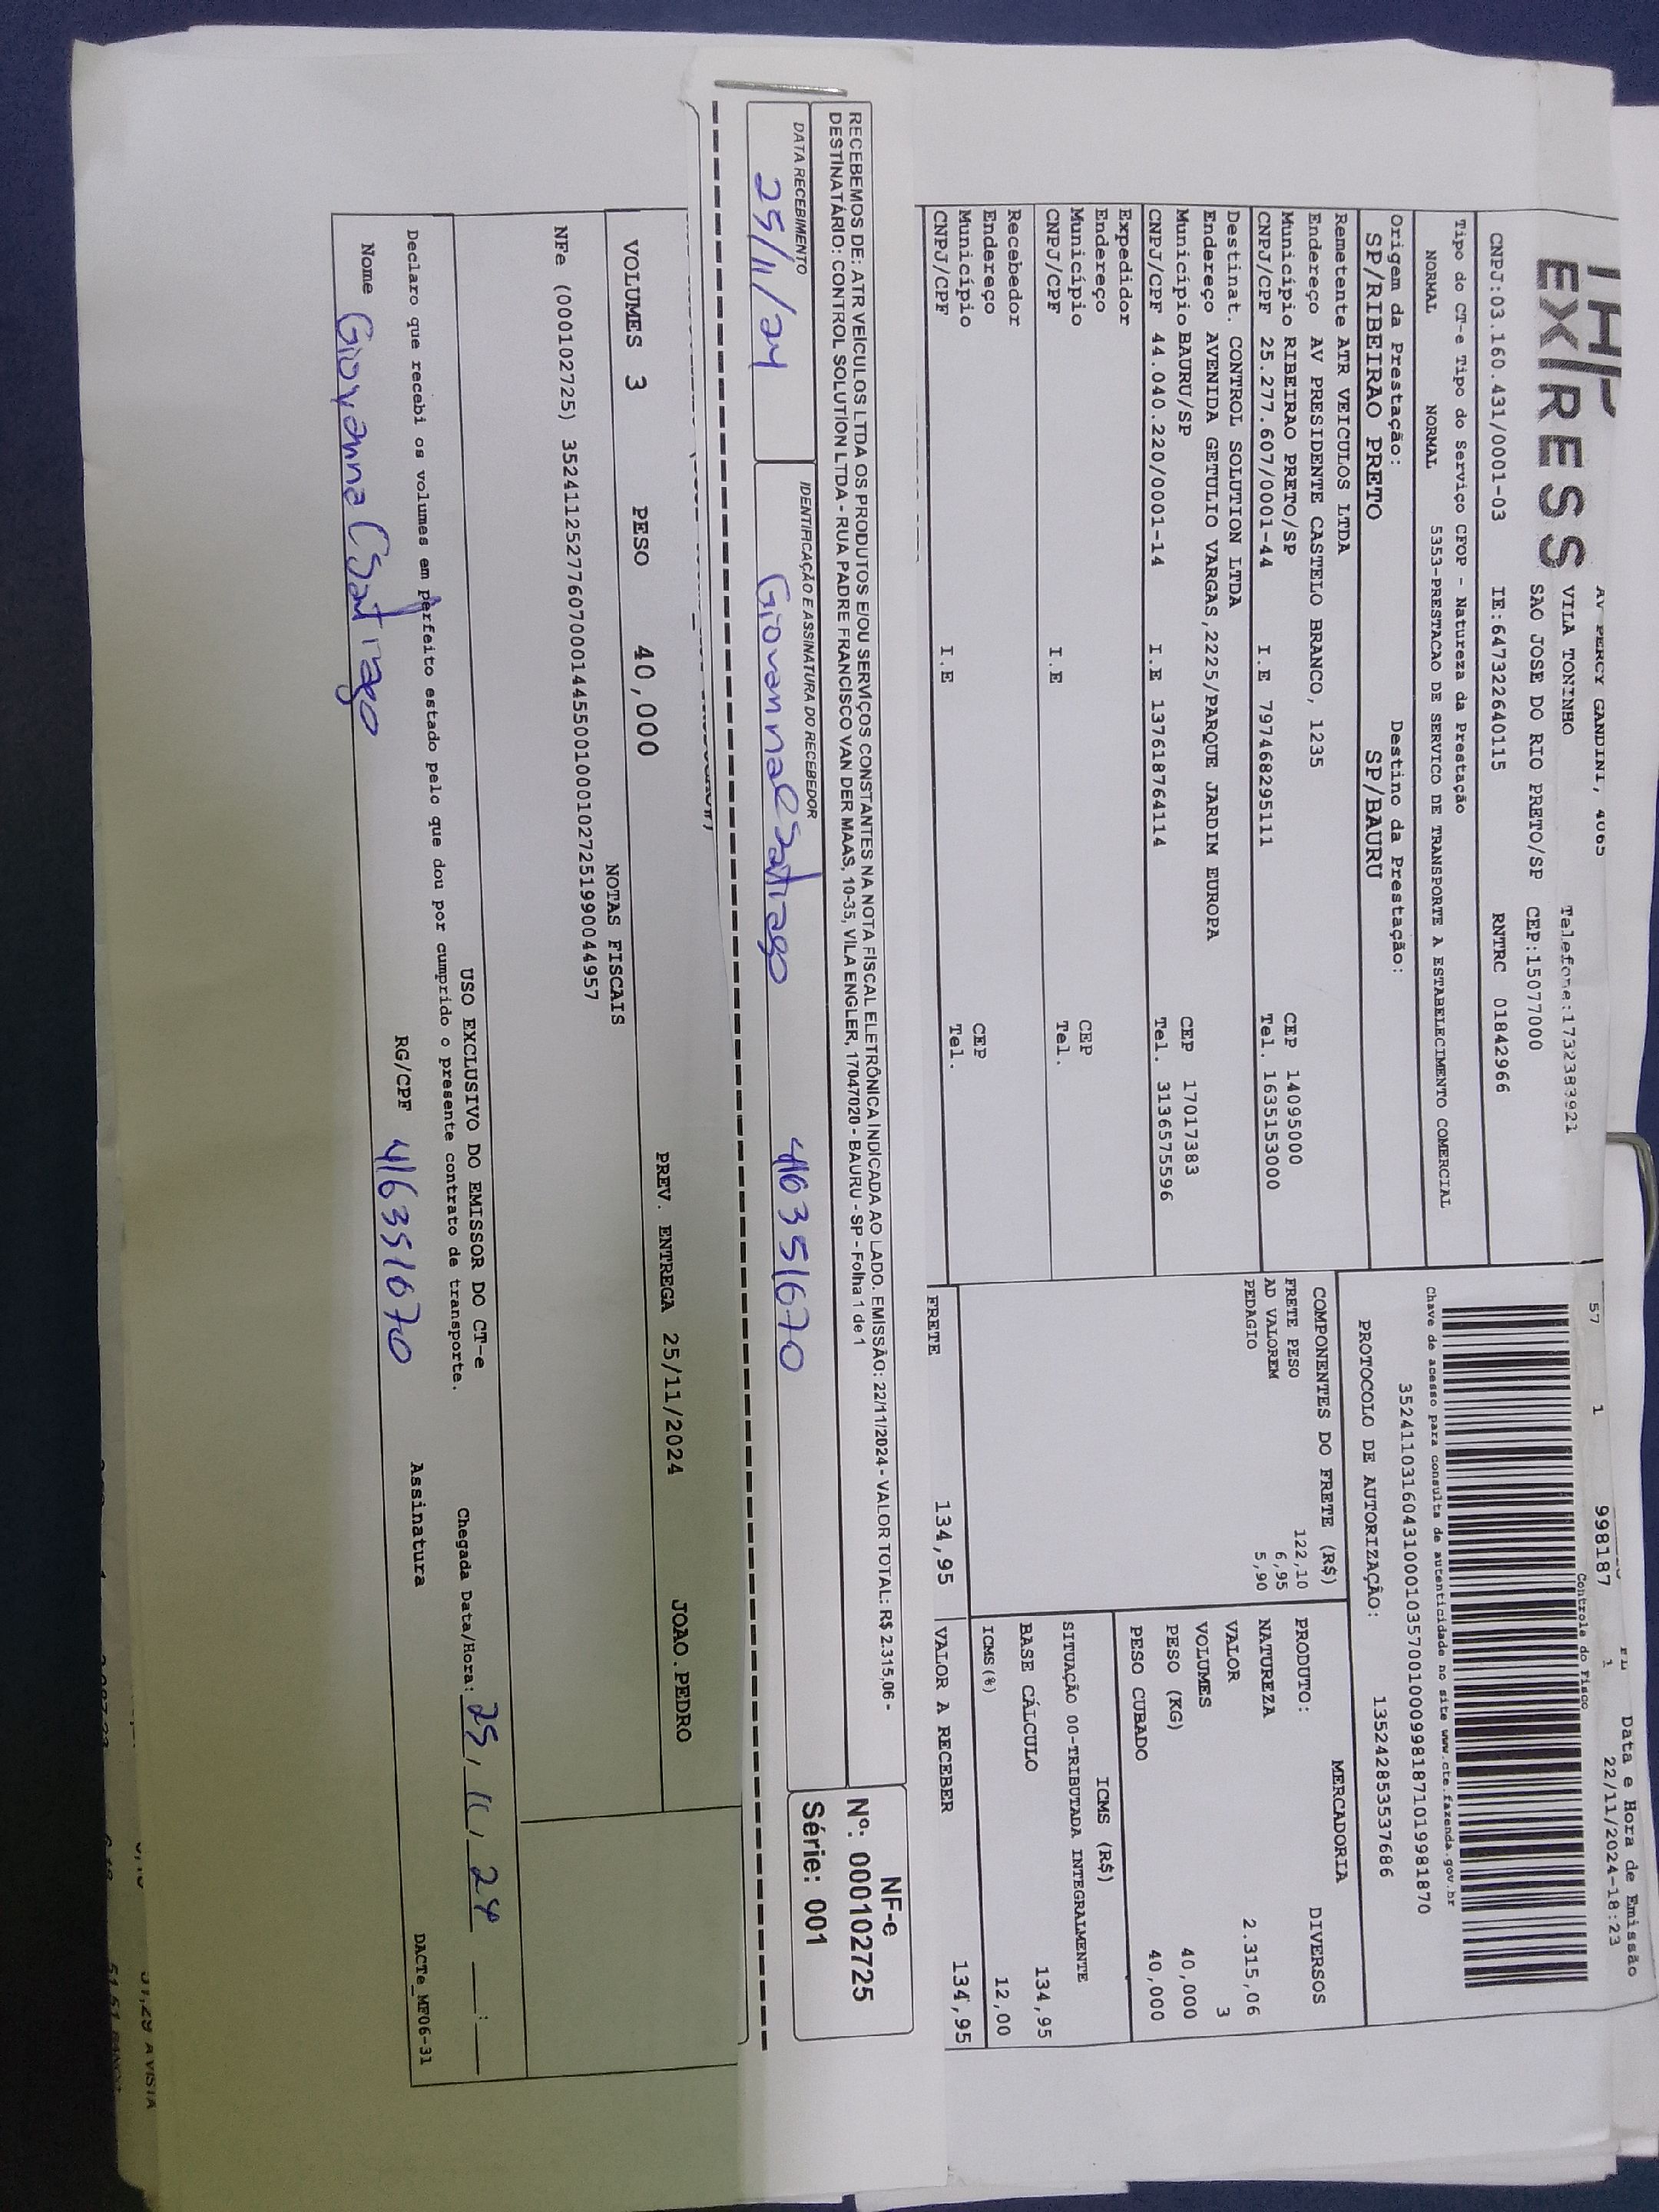 EXPRESS
AV PERCY GANDINI, 4065
VILA TONINHO Telefone:1732383921
SAO JOSE DO RIO PRETO/SP CEP:15077000
CNPJ:03.160.431/0001-03 IE:647322640115 RNTRC 01842966
57 1 998187 1 22/11/2024-18:23
Data e Hora de Emissão
Controle do Fisco
Tipo do CT-e Tipo do Serviço CFOP - Natureza da Prestação
NORMAL NORMAL 5353-PRESTACAO DE SERVICO DE TRANSPORTE A ESTABELECIMENTO COMERCIAL
Chave de acesso para consulta de autenticidade no site www.cte.fazenda.gov.br
35241103160431000103570010009981871019981870
Origem da Prestação: Destino da Prestação:
SP/RIBEIRAO PRETO SP/BAURU
PROTOCOLO DE AUTORIZAÇÃO: 135242853537686
Remetente ATR VEICULOS LTDA
Endereço AV PRESIDENTE CASTELO BRANCO, 1235
Município RIBEIRAO PRETO/SP CEP 14095000
CNPJ/CPF 25.277.607/0001-44 I.E 797468295111 Tel. 1635153000
Destinat. CONTROL SOLUTION LTDA
Endereço AVENIDA GETULIO VARGAS,2225/PARQUE JARDIM EUROPA
Município BAURU/SP CEP 17017383
CNPJ/CPF 44.040.220/0001-14 I.E 137618764114 Tel. 3136575596
Expedidor
Endereço
Município CEP
CNPJ/CPF I.E Tel.
Recebedor
Endereço
Município CEP
CNPJ/CPF I.E Tel.
COMPONENTES DO FRETE (R$)
FRETE PESO 122,10
AD VALOREM 6,95
PEDAGIO 5,90
FRETE 134,95
MERCADORIA
PRODUTO: DIVERSOS
NATUREZA
VALOR 2.315,06
VOLUMES 3
PESO (KG) 40,000
PESO CUBADO 40,000
ICMS (R$)
SITUAÇÃO 00-TRIBUTADA INTEGRALMENTE
BASE CÁLCULO 134,95
ICMS(%) 12,00
VALOR A RECEBER 134,95
RECEBEMOS DE: ATR VEÍCULOS LTDA OS PRODUTOS E/OU SERVIÇOS CONSTANTES NA NOTA FISCAL ELETRÔNICA INDICADA AO LADO. EMISSÃO: 22/11/2024 - VALOR TOTAL: R$ 2.315,06 -
DESTINATÁRIO: CONTROL SOLUTION LTDA - RUA PADRE FRANCISCO VAN DER MAAS, 10-35, VILA ENGLER, 17047020 - BAURU - SP - Folha 1 de 1
NF-e
Nº: 000102725
Série: 001
DATA RECEBIMENTO IDENTIFICAÇÃO E ASSINATURA DO RECEBEDOR
25/11/24 Giovanna C Santiago 416351670
JOAO.PEDRO
VOLUMES 3 PESO 40,000 PREV. ENTREGA 25/11/2024
NOTAS FISCAIS
NFe (000102725) 35241125277607000144550010001027251990044957
USO EXCLUSIVO DO EMISSOR DO CT-e
Chegada Data/Hora: 25/11/24 __:__
Declaro que recebi os volumes em perfeito estado pelo que dou por cumprido o presente contrato de transporte.
Nome Giovanna C Santiago RG/CPF 416351670 Assinatura
DACTe_MF06-31